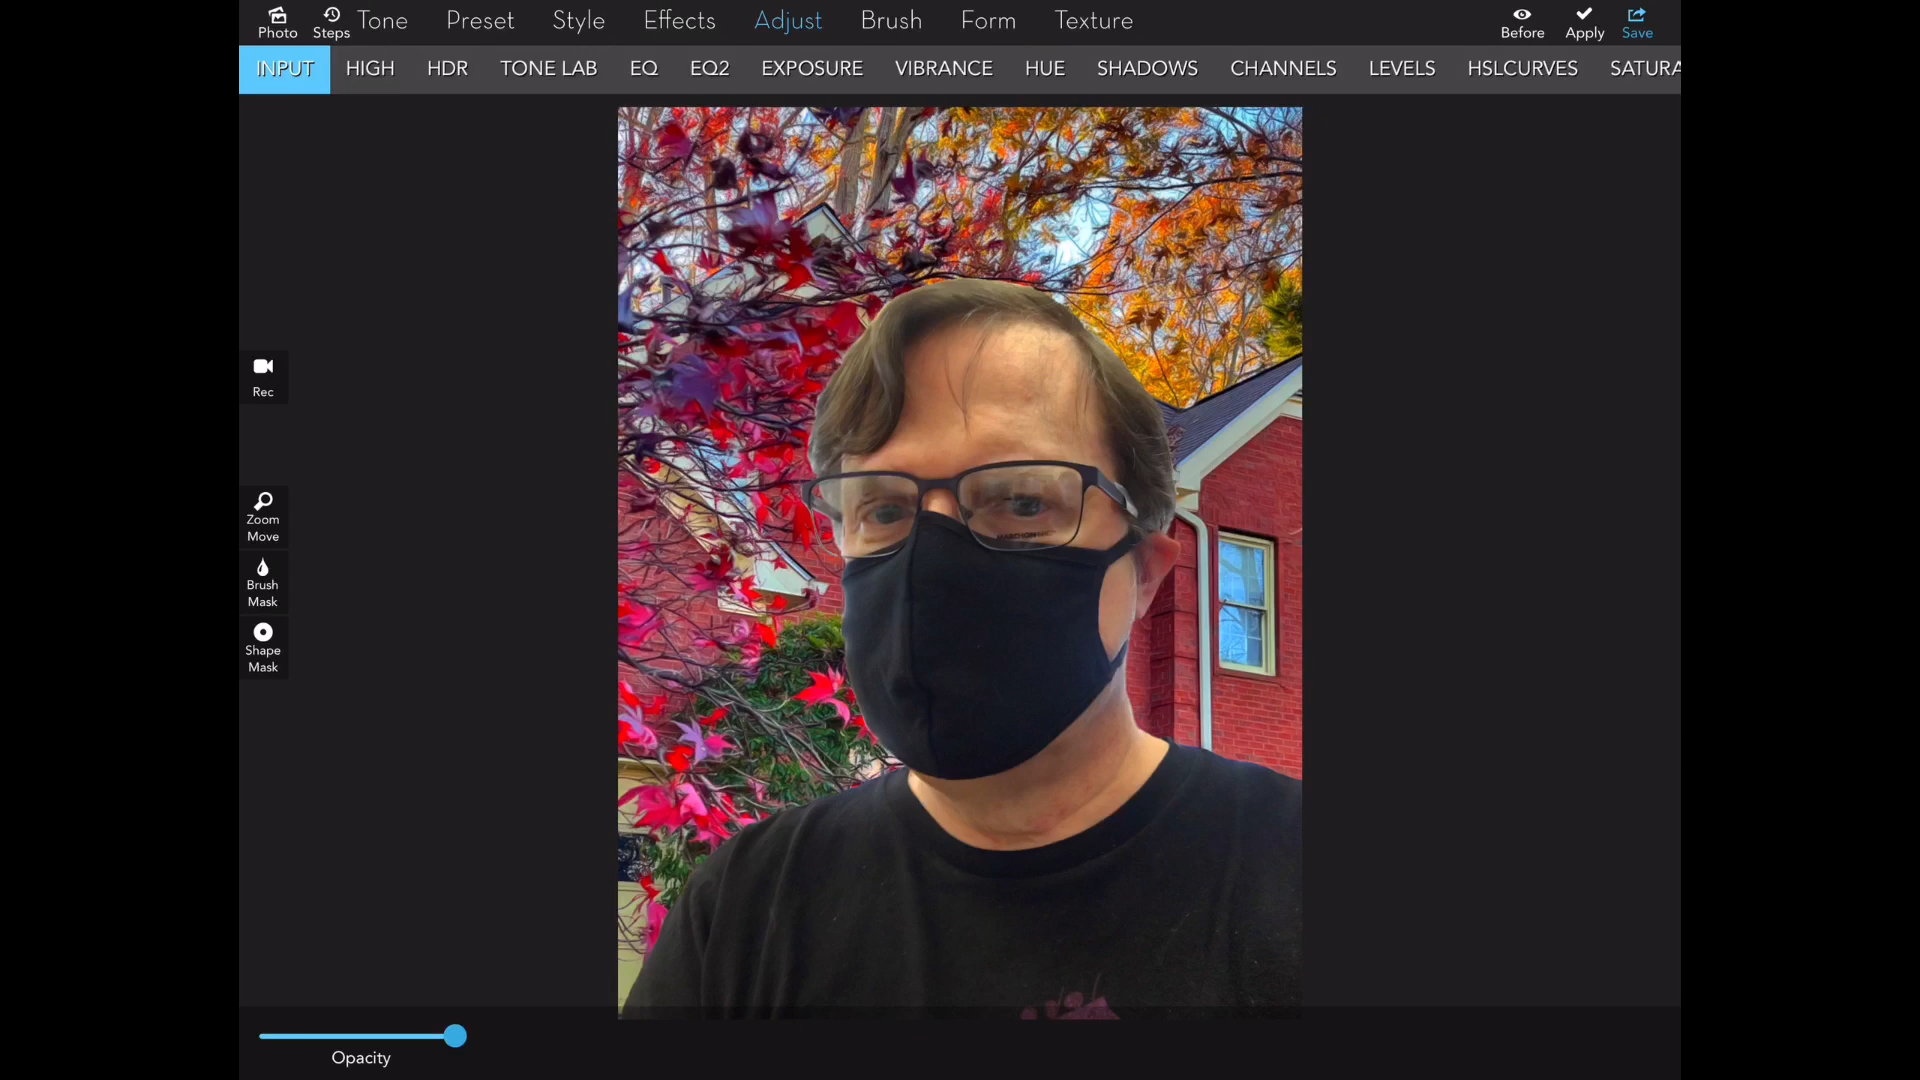 Photo
Steps
Tone
Preset
Style
Effects
Adjust
Brush
Form
Texture
Before
Apply
Save
INPUT
HIGH
HDR
TONE LAB
EQ
EQ2
EXPOSURE
VIBRANCE
HUE
SHADOWS
CHANNELS
LEVELS
HSLCURVES
SATURA
Rec
Zoom
Move
Brush
Mask
Shape
Mask
Opacity